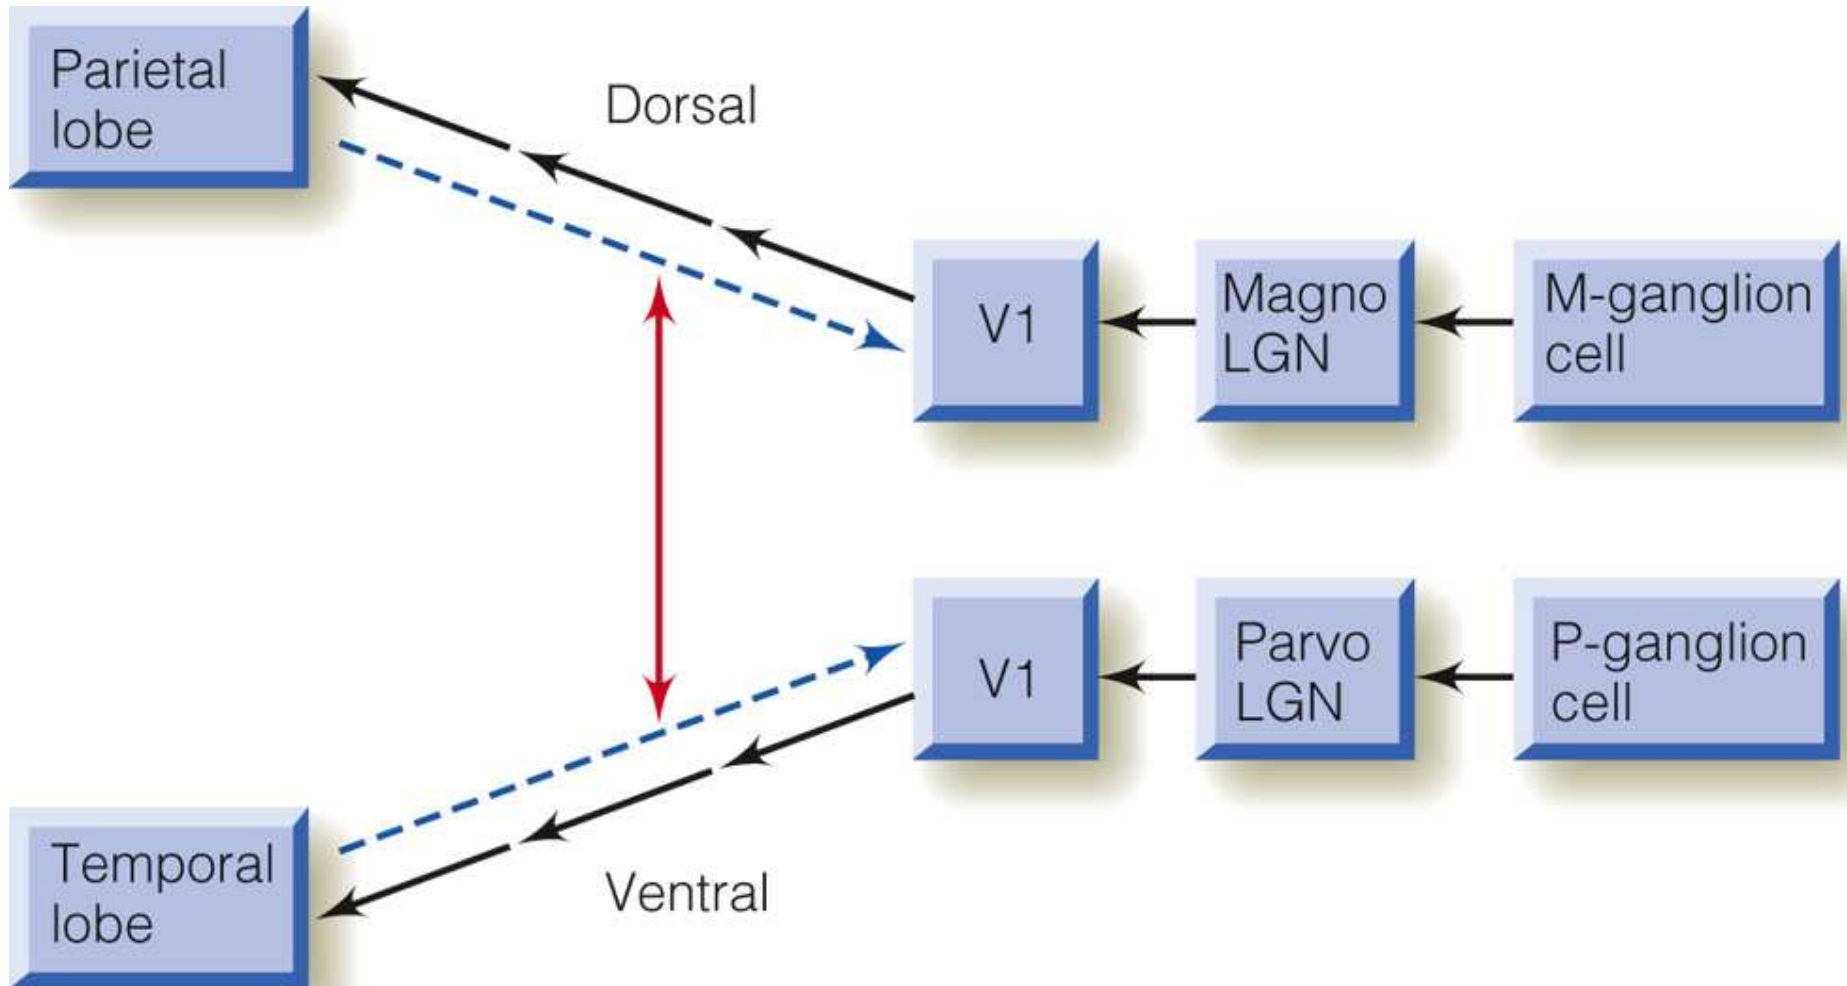 Parietal
lobe
Dorsal
V1
Magno
LGN
M-ganglion
cell
V1
Parvo
LGN
P-ganglion
cell
Temporal
lobe
Ventral